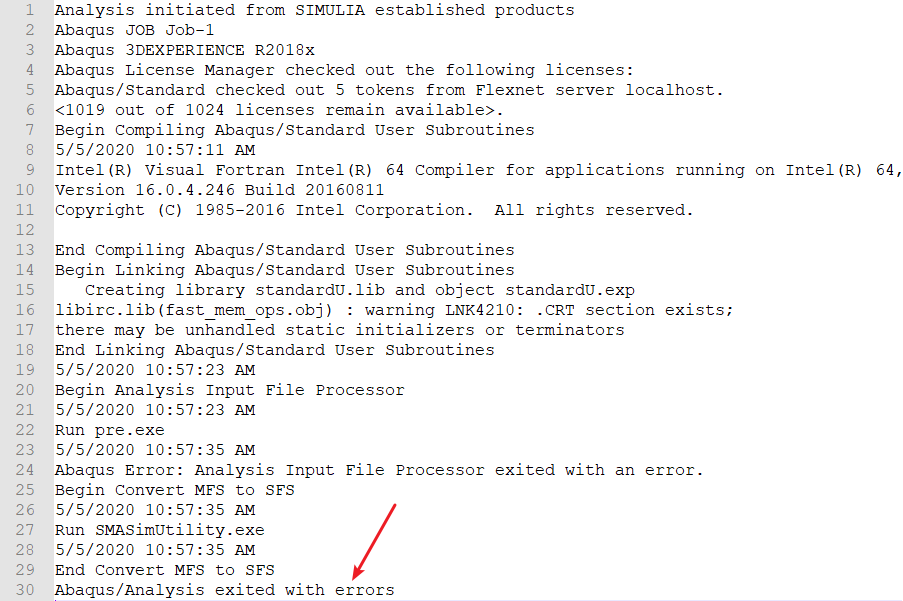 1 Analysis initiated from SIMULIA established products
2 Abaqus JOB Job-1
3 Abaqus 3DEXPERIENCE R2018x
4 Abaqus License Manager checked out the following licenses:
5 Abaqus/Standard checked out 5 tokens from Flexnet server localhost.
6 <1019 out of 1024 licenses remain available>.
7 Begin Compiling Abaqus/Standard User Subroutines
8 5/5/2020 10:57:11 AM
9 Intel(R) Visual Fortran Intel(R) 64 Compiler for applications running on Intel(R) 64,
10 Version 16.0.4.246 Build 20160811
11 Copyright (C) 1985-2016 Intel Corporation.  All rights reserved.
12
13 End Compiling Abaqus/Standard User Subroutines
14 Begin Linking Abaqus/Standard User Subroutines
15    Creating library standardU.lib and object standardU.exp
16 libirc.lib(fast_mem_ops.obj) : warning LNK4210: .CRT section exists;
17 there may be unhandled static initializers or terminators
18 End Linking Abaqus/Standard User Subroutines
19 5/5/2020 10:57:23 AM
20 Begin Analysis Input File Processor
21 5/5/2020 10:57:23 AM
22 Run pre.exe
23 5/5/2020 10:57:35 AM
24 Abaqus Error: Analysis Input File Processor exited with an error.
25 Begin Convert MFS to SFS
26 5/5/2020 10:57:35 AM
27 Run SMASimUtility.exe
28 5/5/2020 10:57:35 AM
29 End Convert MFS to SFS
30 Abaqus/Analysis exited with errors